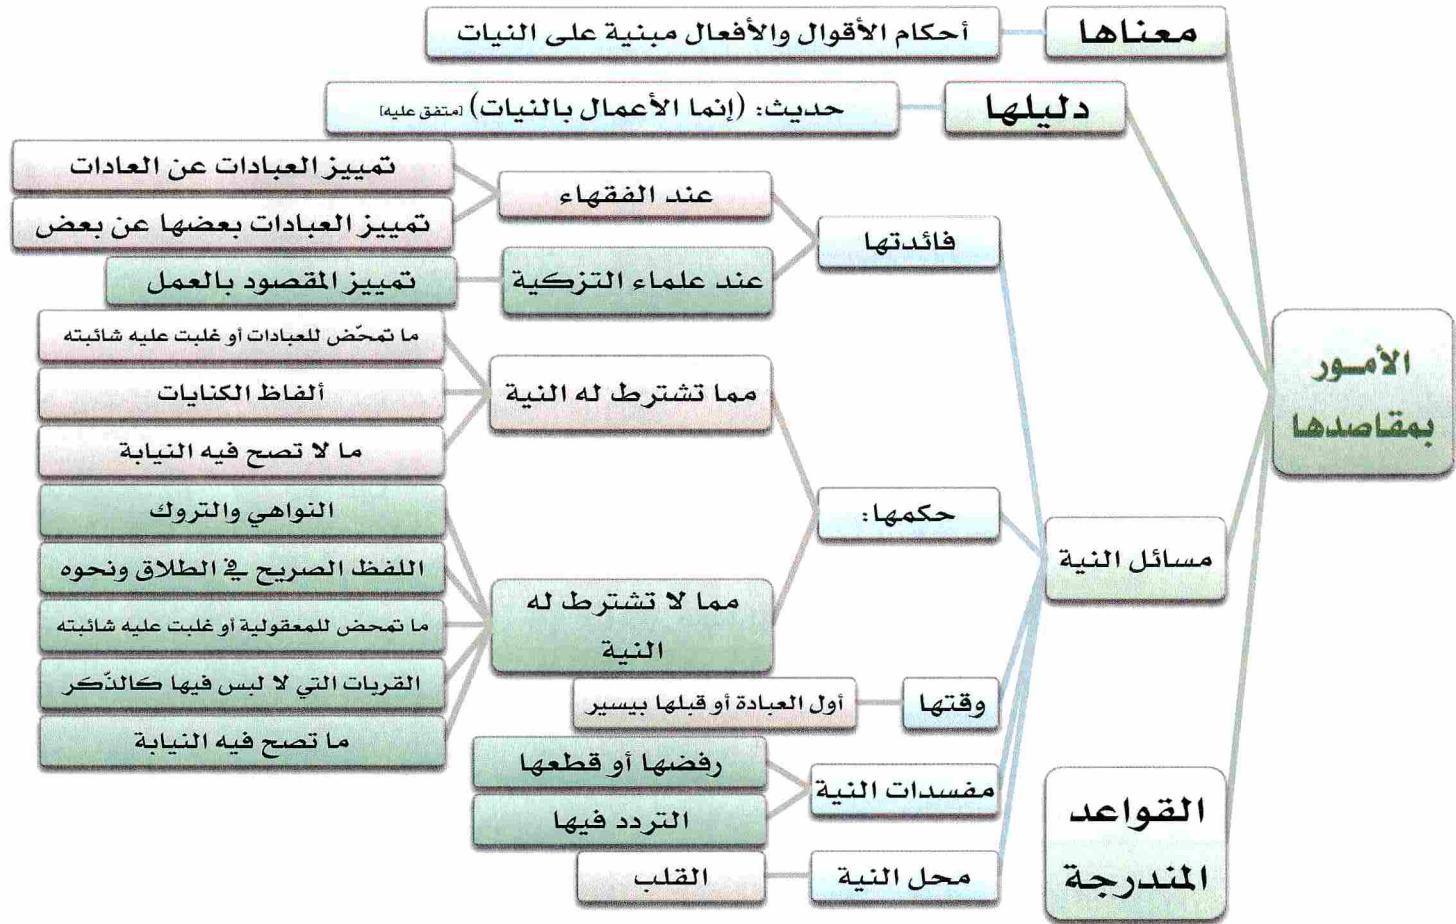 الأمـور
بمقاصدها
معناها
أحكام الأقوال والأفعال مبنية على النيات
دليلها
حديث: (إنما الأعمال بالنيات) [متفق عليه]
مسائل النية
فائدتها
عند الفقهاء
تمييز العبادات عن العادات
تمييز العبادات بعضها عن بعض
عند علماء التزكية
تمييز المقصود بالعمل
حكمها:
مما تشترط له النية
ما تمحّض للعبادات أو غلبت عليه شائبته
ألفاظ الكنايات
ما لا تصح فيه النيابة
مما لا تشترط له
النية
النواهي والتروك
اللفظ الصريح في الطلاق ونحوه
ما تمحض للمعقولية أو غلبت عليه شائبته
القربات التي لا لبس فيها كالذّكر
ما تصح فيه النيابة
وقتها
أول العبادة أو قبلها بيسير
مفسدات النية
رفضها أو قطعها
التردد فيها
محل النية
القلب
القواعد
المندرجة